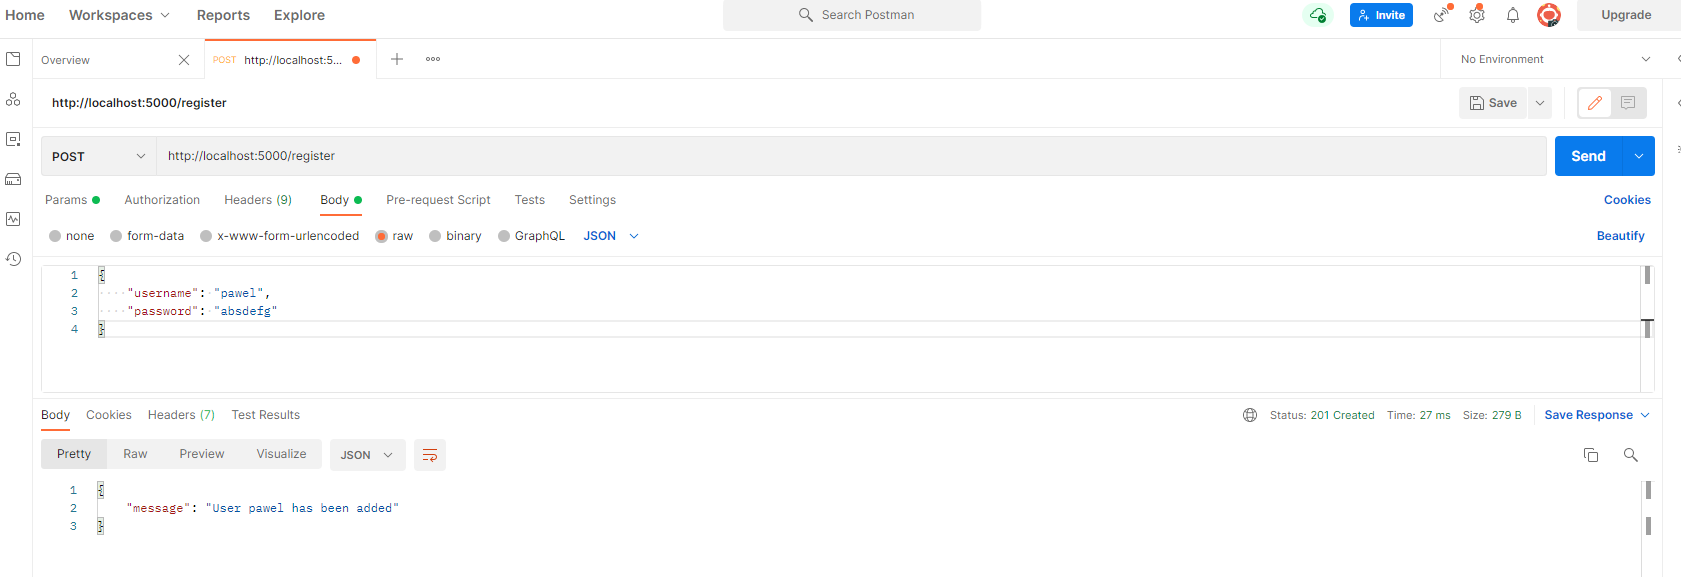 Home Workspaces Reports Explore Search Postman Invite Upgrade
Overview POST http://localhost:5... No Environment
http://localhost:5000/register Save
POST http://localhost:5000/register Send
Params Authorization Headers (9) Body Pre-request Script Tests Settings Cookies
none form-data x-www-form-urlencoded raw binary GraphQL JSON Beautify
1 {
2 "username": "pawel",
3 "password": "absdefg"
4 }
Body Cookies Headers (7) Test Results Status: 201 Created Time: 27 ms Size: 279 B Save Response
Pretty Raw Preview Visualize JSON
1 {
2 "message": "User pawel has been added"
3 }